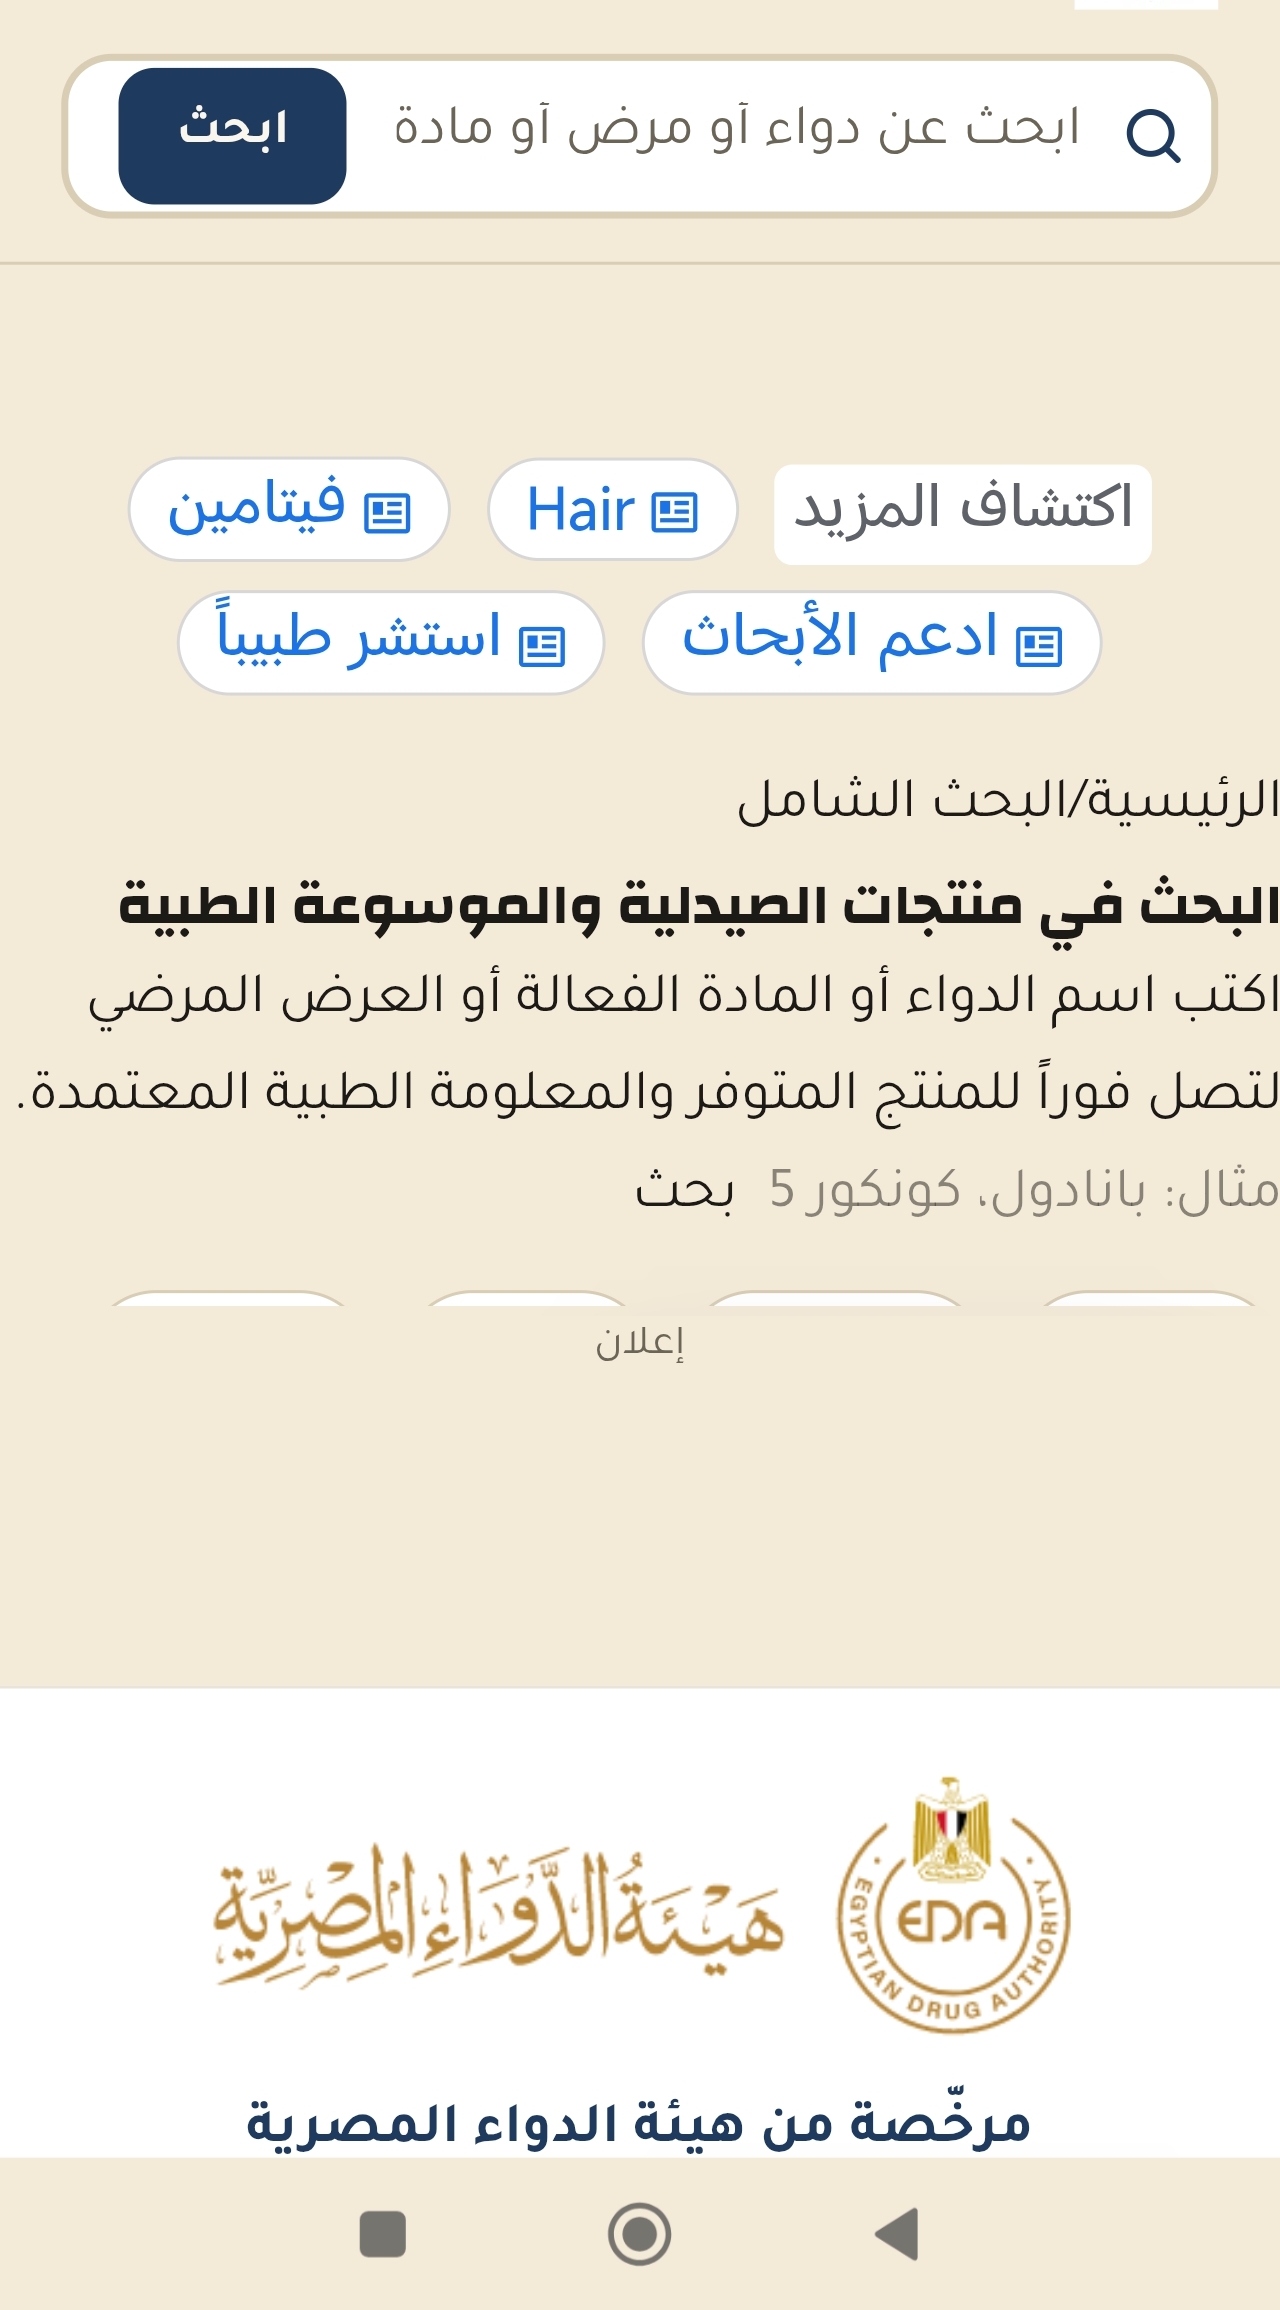 ابحث عن دواء أو مرض أو مادة
ابحث
اكتشاف المزيد
Hair
فيتامين
ادعم الأبحاث
استشر طبيباً
الرئيسية/البحث الشامل
البحث في منتجات الصيدلية والموسوعة الطبية
اكتب اسم الدواء أو المادة الفعالة أو العرض المرضي
لتصل فوراً للمنتج المتوفر والمعلومة الطبية المعتمدة.
مثال: بانادول، كونكور 5 بحث
إعلان
هَيْئَةُ الدَّوَاءِ المِصْرِيَّة
EDA
EGYPTIAN DRUG AUTHORITY
مرخّصة من هيئة الدواء المصرية